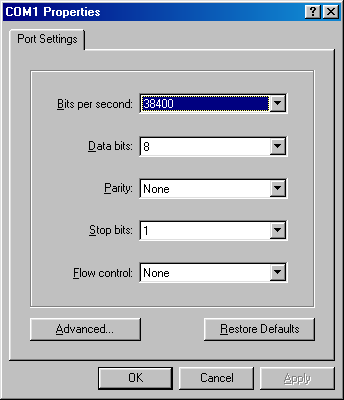 COM1 Properties
Port Settings
Bits per second: 38400
Data bits: 8
Parity: None
Stop bits: 1
Flow control: None
Advanced... Restore Defaults
OK Cancel Apply